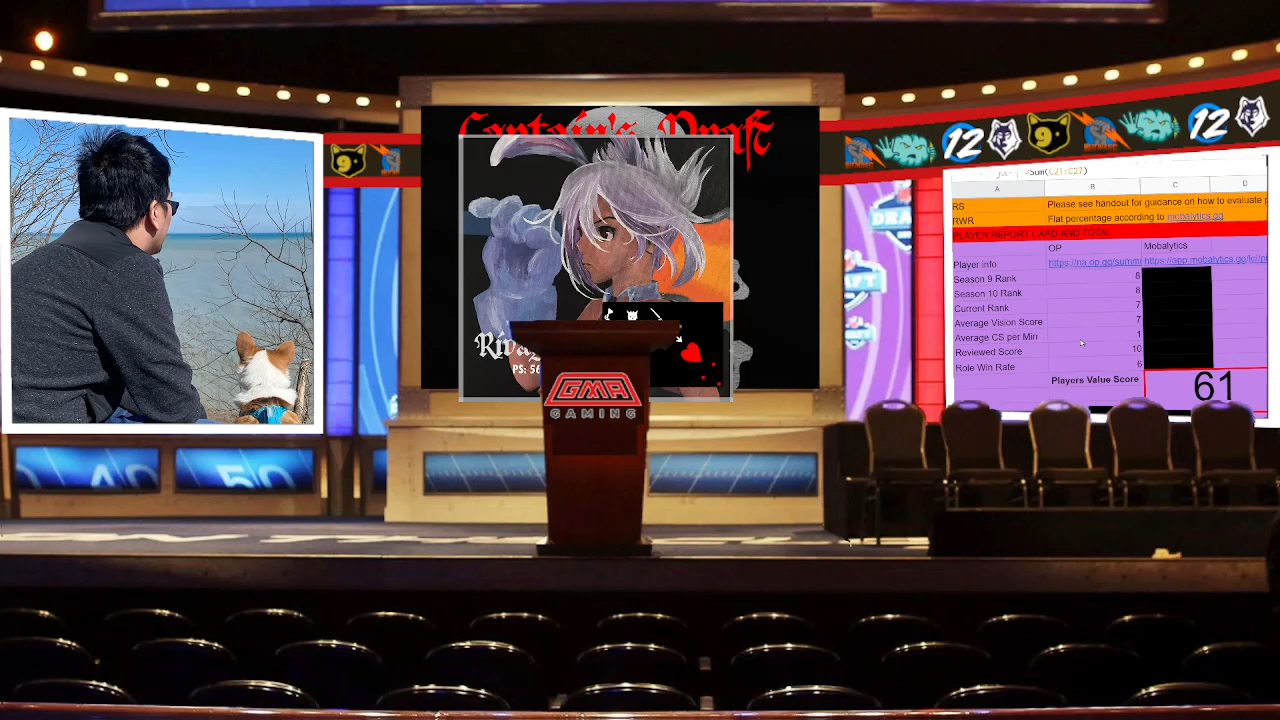 Captain's Draft
12
12
9
9
=Sum(C21:C27)
A B C D
RS Please see handout for guidance on how to evaluate
RWR Flat percentage according to mobalytics.gg
PLAYER REPORT CARD AND TOTAL
OP Mobalytics
Player info: https://na.op.gg/summ https://app.mobalytics.gg/lol/pr
Season 9 Rank 8
Season 10 Rank 8
Current Rank 7
Average Vision Score 7
Average CS per Min 1
Reviewed Score 10
Role Win Rate 6
Players Value Score 61
PS: 56
GMA
GAMING
40
50